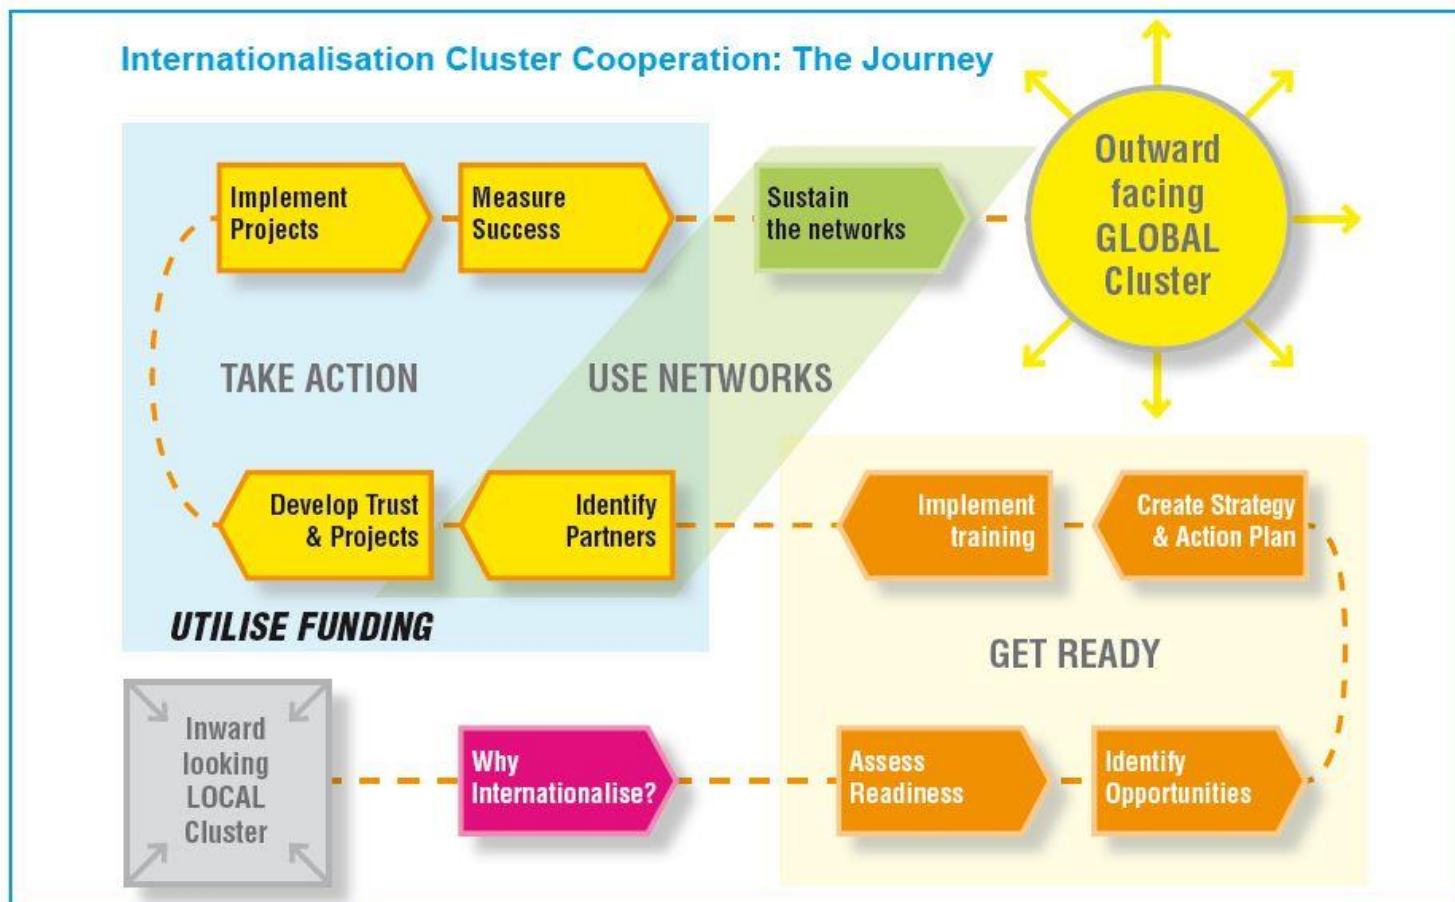 Internationalisation Cluster Cooperation: The Journey
Implement
Projects
Measure
Success
Sustain
the networks
Outward
facing
GLOBAL
Cluster
TAKE ACTION
USE NETWORKS
Develop Trust
& Projects
Identify
Partners
Implement
training
Create Strategy
& Action Plan
UTILISE FUNDING
GET READY
Inward
looking
LOCAL
Cluster
Why
Internationalise?
Assess
Readiness
Identify
Opportunities